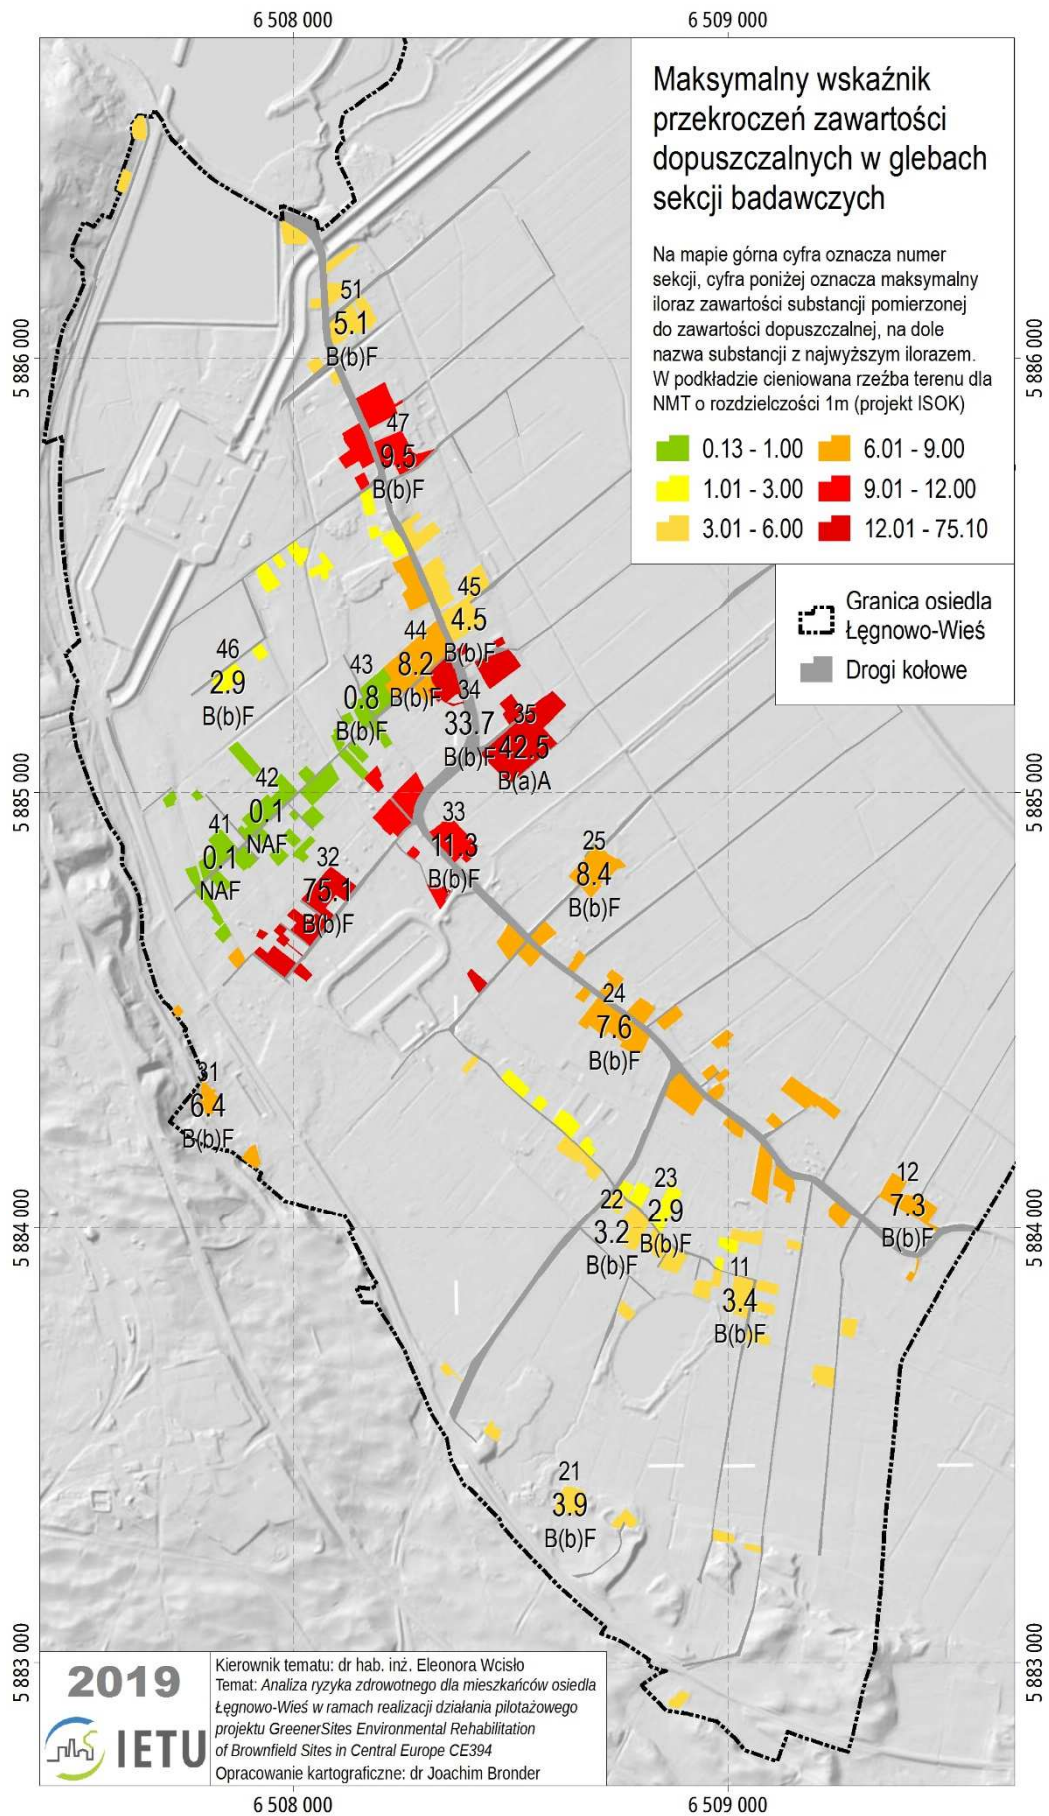 6 508 000
6 509 000
Maksymalny wskaźnik
przekroczeń zawartości
dopuszczalnych w glebach
sekcji badawczych
Na mapie górna cyfra oznacza numer
sekcji, cyfra poniżej oznacza maksymalny
iloraz zawartości substancji pomierzonej
do zawartości dopuszczalnej, na dole
nazwa substancji z najwyższym ilorazem.
W podkładzie cieniowana rzeźba terenu dla
NMT o rozdzielczości 1m (projekt ISOK)
0.13 - 1.00
6.01 - 9.00
1.01 - 3.00
9.01 - 12.00
3.01 - 6.00
12.01 - 75.10
Granica osiedla
Łęgnowo-Wieś
Drogi kołowe
5 886 000
5 886 000
51
5.1
B(b)F
47
9.5
B(b)F
45
4.5
B(b)F
44
8.2
B(b)F
46
2.9
B(b)F
43
0.8
B(b)F
34
33.7
B(b)F
35
42.5
B(a)A
5 885 000
5 885 000
42
0.1
NAF
41
0.1
NAF
33
11.3
B(b)F
32
75.1
B(b)F
25
8.4
B(b)F
24
7.6
B(b)F
31
6.4
B(b)F
12
7.3
B(b)F
23
2.9
B(b)F
22
3.2
B(b)F
5 884 000
5 884 000
11
3.4
B(b)F
21
3.9
B(b)F
5 883 000
5 883 000
2019
IETU
Kierownik tematu: dr hab. inż. Eleonora Wcisło
Temat: Analiza ryzyka zdrowotnego dla mieszkańców osiedla
Łęgnowo-Wieś w ramach realizacji działania pilotażowego
projektu GreenerSites Environmental Rehabilitation
of Brownfield Sites in Central Europe CE394
Opracowanie kartograficzne: dr Joachim Bronder
6 508 000
6 509 000